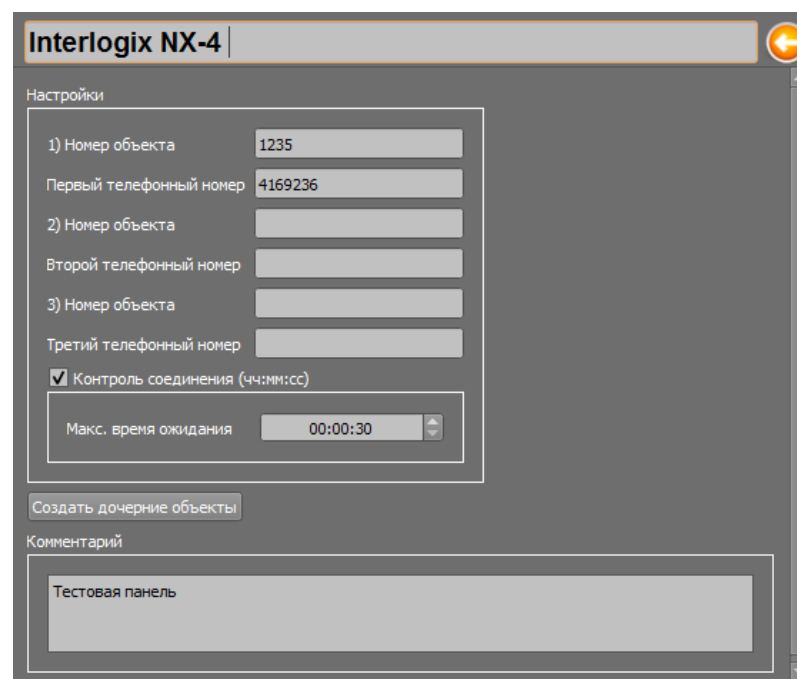 Interlogix NX-4
Настройки
1) Номер объекта 1235
Первый телефонный номер 4169236
2) Номер объекта
Второй телефонный номер
3) Номер объекта
Третий телефонный номер
Контроль соединения (чч:мм:сс)
Макс. время ожидания 00:00:30
Создать дочерние объекты
Комментарий
Тестовая панель